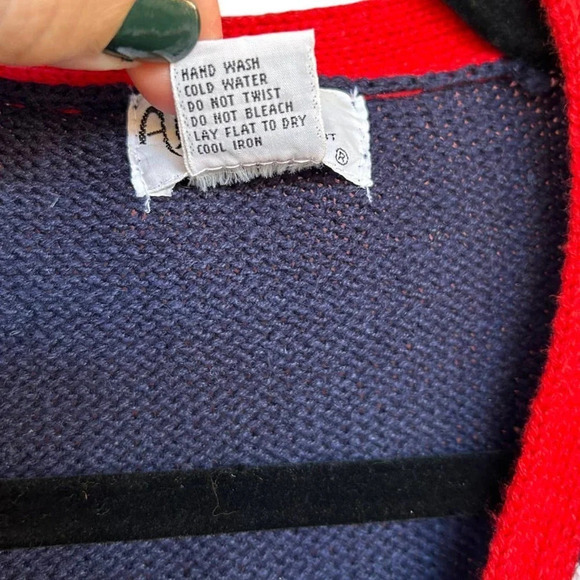 HAND WASH
COLD WATER
DO NOT TWIST
DO NOT BLEACH
LAY FLAT TO DRY
COOL IRON
®